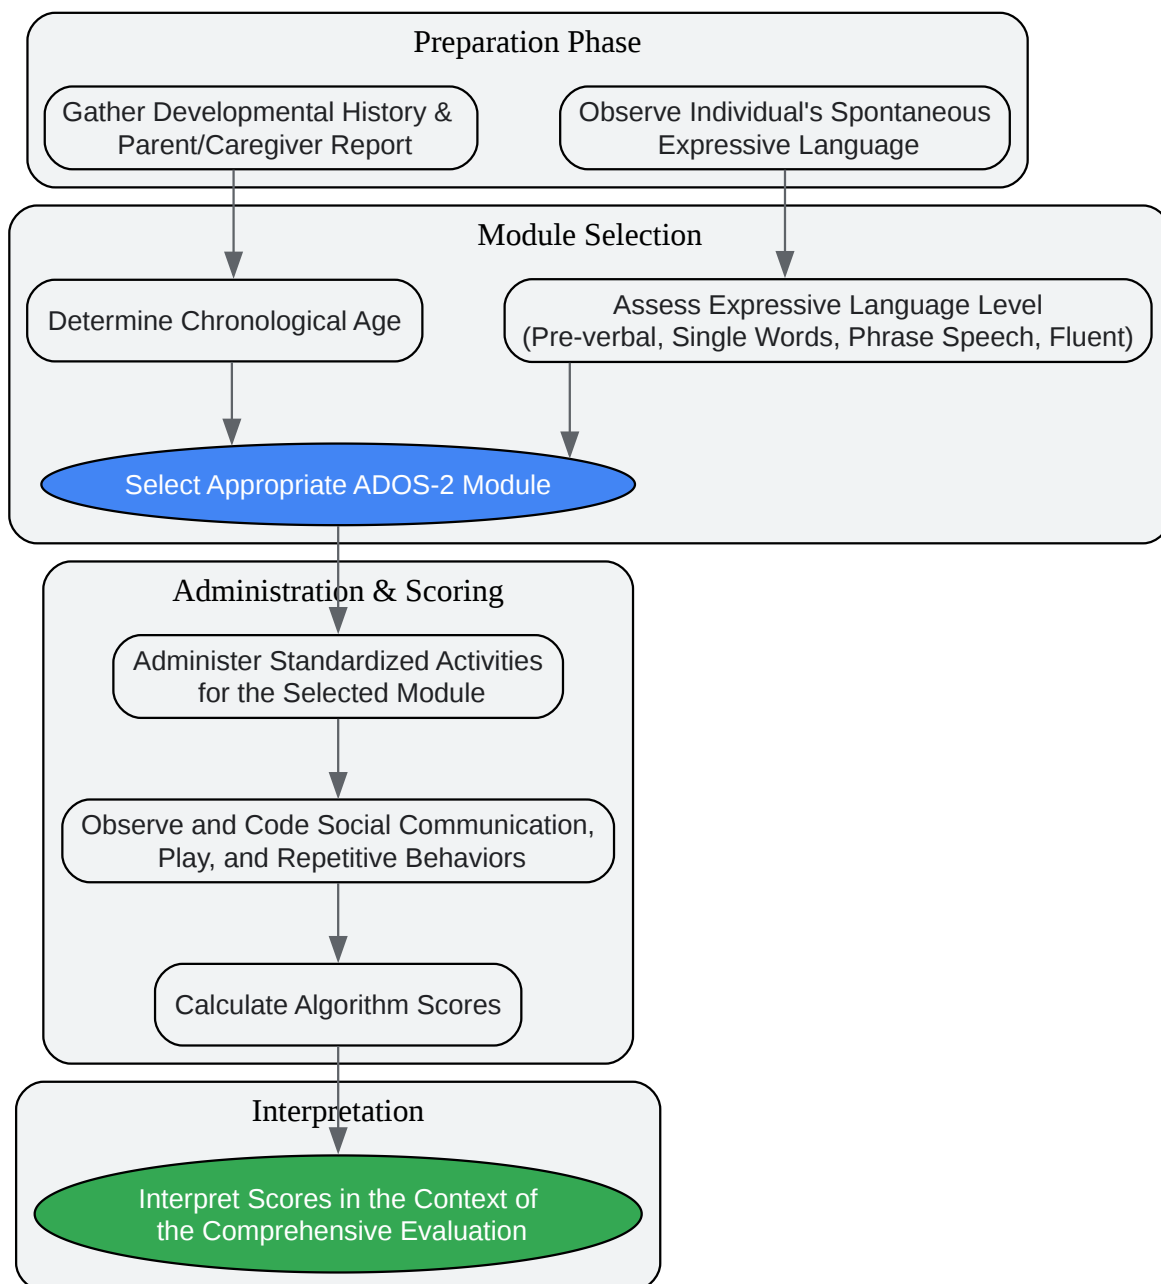 Preparation Phase
Gather Developmental History &
Parent/Caregiver Report
Observe Individual's Spontaneous
Expressive Language
Module Selection
Determine Chronological Age
Assess Expressive Language Level
(Pre-verbal, Single Words, Phrase Speech, Fluent)
Select Appropriate ADOS-2 Module
Administration & Scoring
Administer Standardized Activities
for the Selected Module
Observe and Code Social Communication,
Play, and Repetitive Behaviors
Calculate Algorithm Scores
Interpretation
Interpret Scores in the Context of
the Comprehensive Evaluation